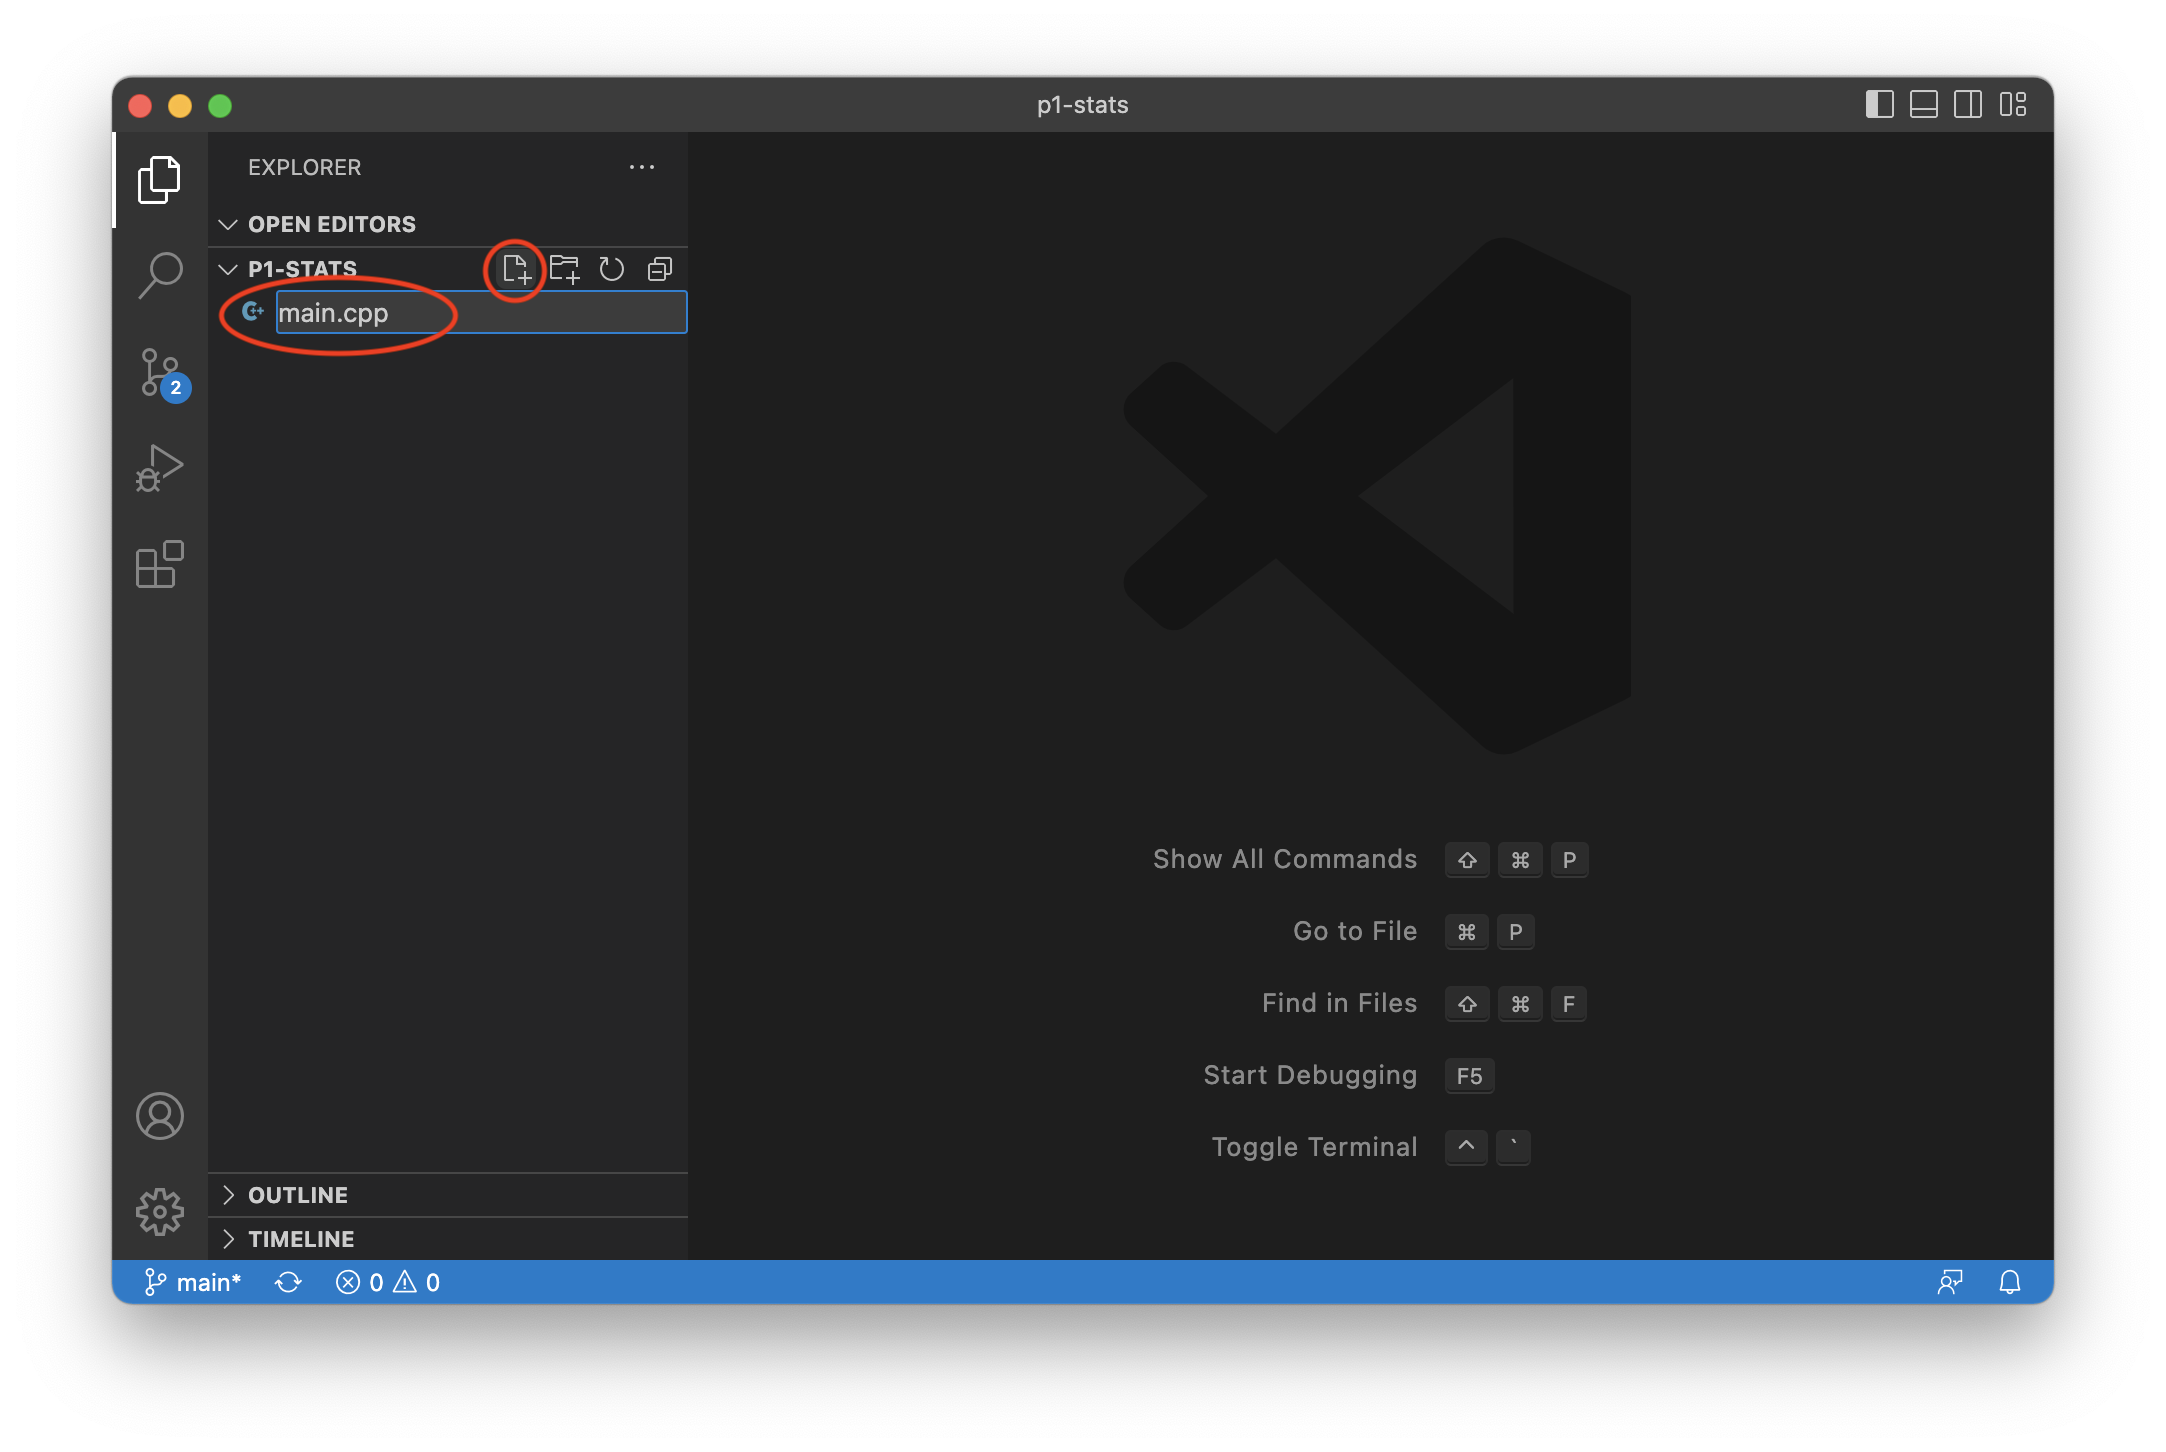 p1-stats
EXPLORER
OPEN EDITORS
P1-STATS
main.cpp
2
Show All Commands ⇧ ⌘ P
Go to File ⌘ P
Find in Files ⇧ ⌘ F
Start Debugging F5
Toggle Terminal ^ `
OUTLINE
TIMELINE
main* 0 0